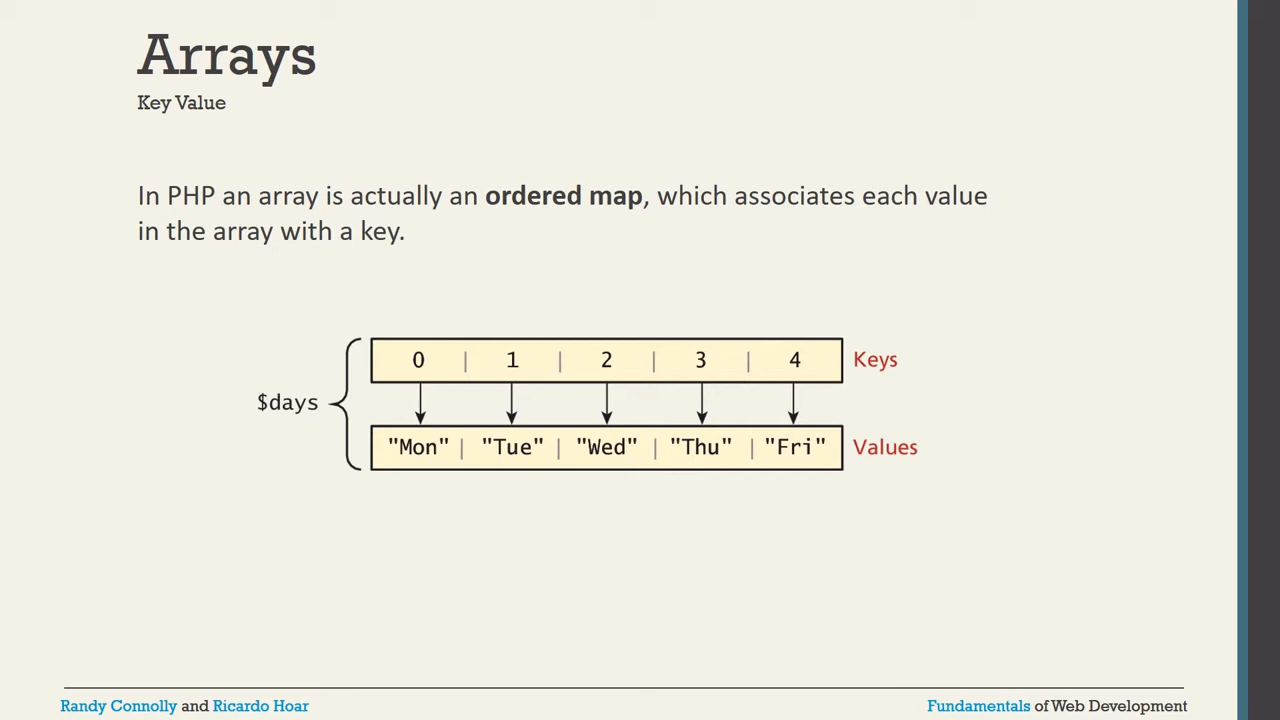 Arrays
Key Value
In PHP an array is actually an ordered map, which associates each value
in the array with a key.
0 | 1 | 2 | 3 | 4 Keys
$days
"Mon" | "Tue" | "Wed" | "Thu" | "Fri" Values
Randy Connolly and Ricardo Hoar Fundamentals of Web Development